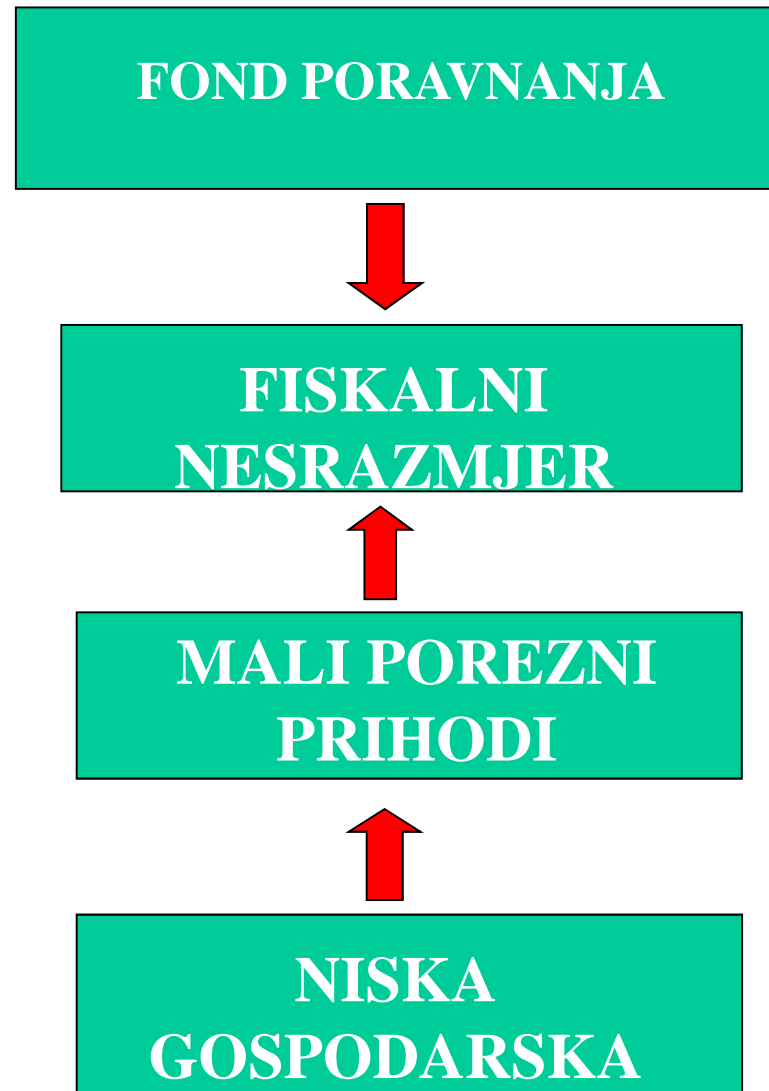 FOND PORAVNANJA
FISKALNI
NESRAZMJER
MALI POREZNI
PRIHODI
NISKA
GOSPODARSKA